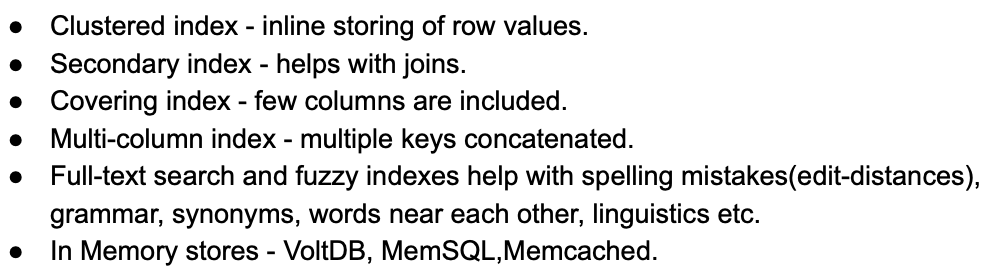 ● Clustered index - inline storing of row values.
● Secondary index - helps with joins.
● Covering index - few columns are included.
● Multi-column index - multiple keys concatenated.
● Full-text search and fuzzy indexes help with spelling mistakes(edit-distances),
grammar, synonyms, words near each other, linguistics etc.
● In Memory stores - VoltDB, MemSQL,Memcached.